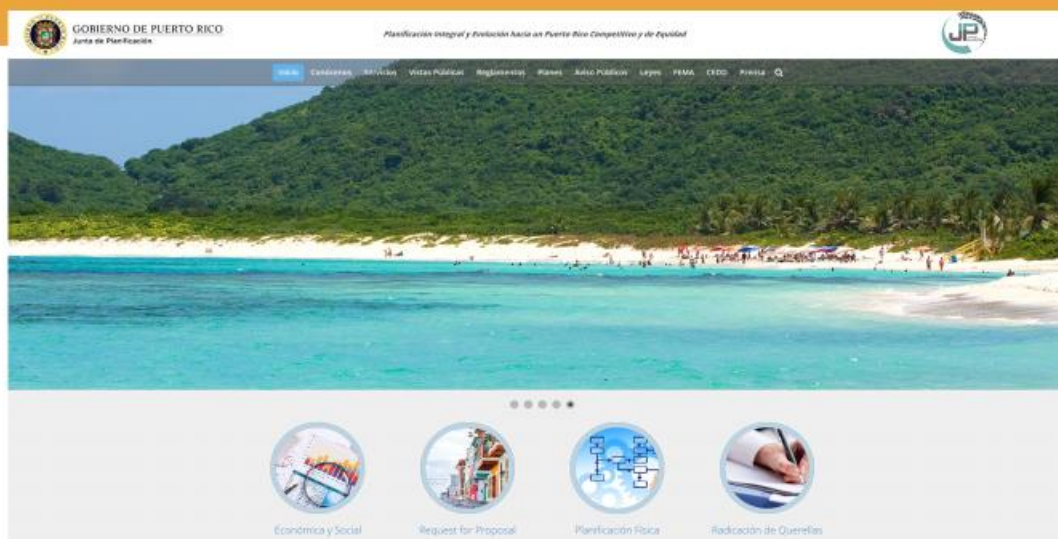 GOBIERNO DE PUERTO RICO
Junta de Planificación
Planificación Integral y Evolución hacia un Puerto Rico Competitivo y de Equidad
JP
Inicio Conócenos Servicios Vistas Públicas Reglamentos Planes Aviso Públicos Leyes FEMA CEDD Prensa
Económica y Social Request for Proposal Planificación Física Radicación de Querellas